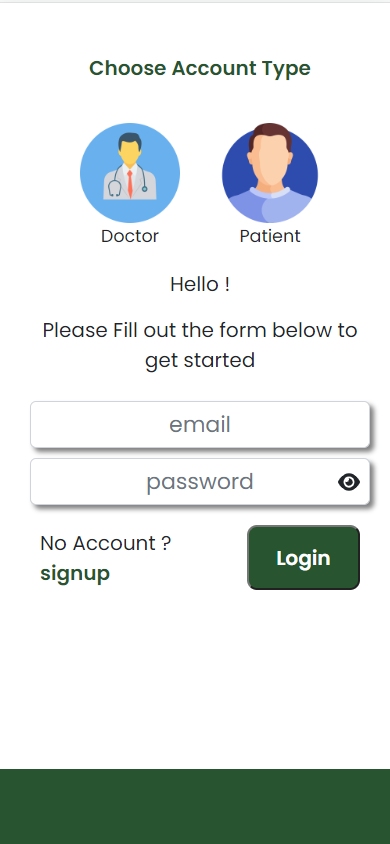 Choose Account Type
Doctor
Patient
Hello !
Please Fill out the form below to
get started
email
password
No Account ?
signup
Login